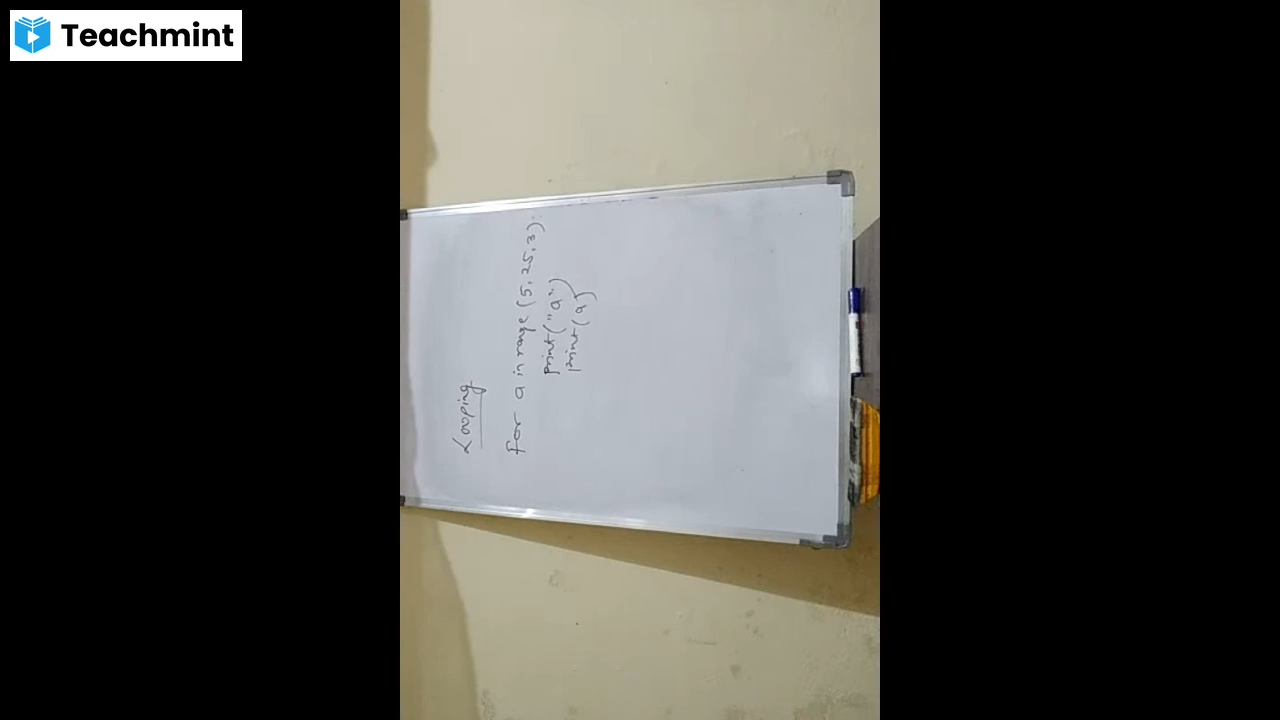 Teachmint
Looping
for a in range (5, 25, 3):
print("a")
print(a)